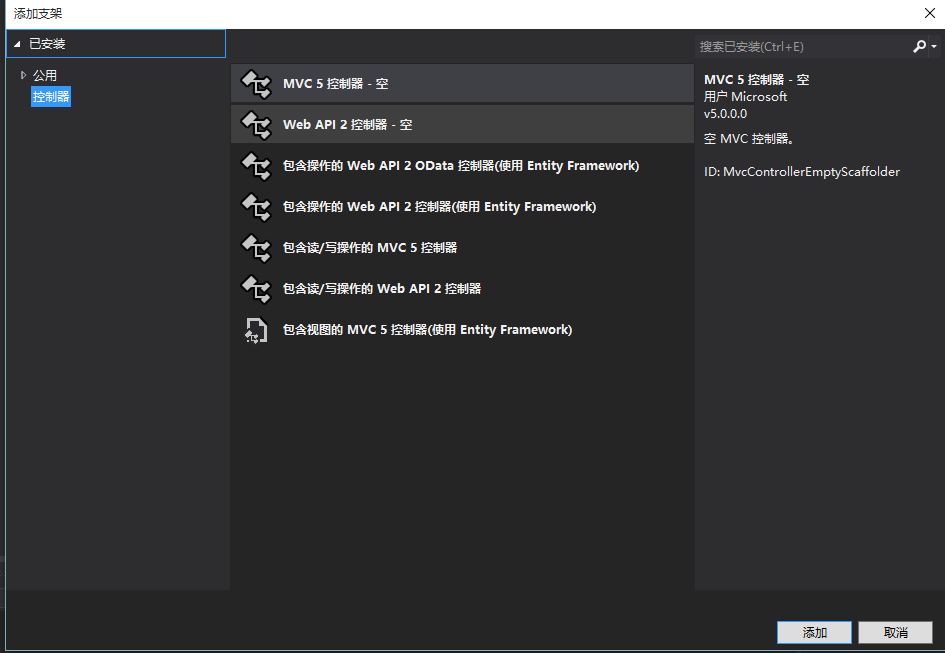 添加支架
已安装
公用
控制器
MVC 5 控制器 - 空
Web API 2 控制器 - 空
包含操作的 Web API 2 OData 控制器(使用 Entity Framework)
包含操作的 Web API 2 控制器(使用 Entity Framework)
包含读/写操作的 MVC 5 控制器
包含读/写操作的 Web API 2 控制器
包含视图的 MVC 5 控制器(使用 Entity Framework)
搜索已安装(Ctrl+E)
MVC 5 控制器 - 空
用户 Microsoft
v5.0.0.0
空 MVC 控制器。
ID: MvcControllerEmptyScaffolder
添加
取消